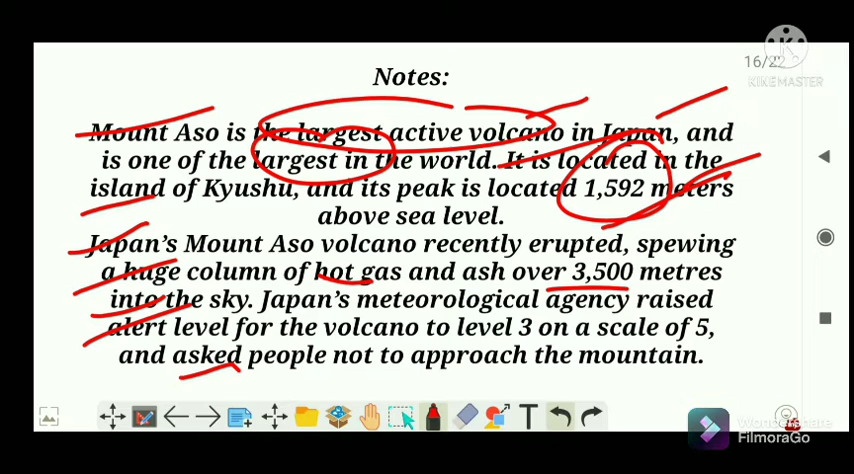 16/22
KINEMASTER
Notes:
Mount Aso is the largest active volcano in Japan, and
is one of the largest in the world. It is located in the
island of Kyushu, and its peak is located 1,592 meters
above sea level.
Japan's Mount Aso volcano recently erupted, spewing
a huge column of hot gas and ash over 3,500 metres
into the sky. Japan's meteorological agency raised
alert level for the volcano to level 3 on a scale of 5,
and asked people not to approach the mountain.
T
Wondershare
FilmoraGo